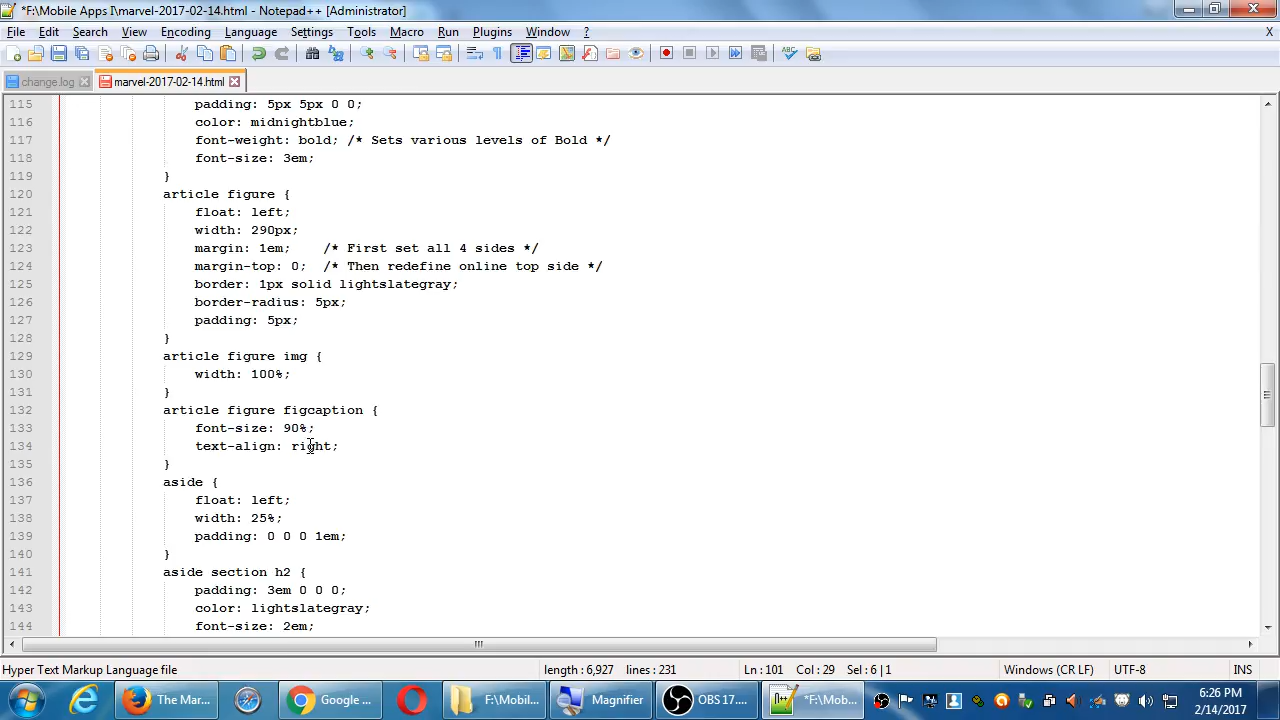 *F:\Mobile Apps I\marvel-2017-02-14.html - Notepad++ [Administrator]
File Edit Search View Encoding Language Settings Tools Macro Run Plugins Window ? X
change.log marvel-2017-02-14.html
115 padding: 5px 5px 0 0;
116 color: midnightblue;
117 font-weight: bold; /* Sets various levels of Bold */
118 font-size: 3em;
119 }
120 article figure {
121 float: left;
122 width: 290px;
123 margin: 1em; /* First set all 4 sides */
124 margin-top: 0; /* Then redefine online top side */
125 border: 1px solid lightslategray;
126 border-radius: 5px;
127 padding: 5px;
128 }
129 article figure img {
130 width: 100%;
131 }
132 article figure figcaption {
133 font-size: 90%;
134 text-align: right;
135 }
136 aside {
137 float: left;
138 width: 25%;
139 padding: 0 0 0 1em;
140 }
141 aside section h2 {
142 padding: 3em 0 0 0;
143 color: lightslategray;
144 font-size: 2em;
Hyper Text Markup Language file length : 6,927 lines : 231 Ln : 101 Col : 29 Sel : 6 | 1 Windows (CR LF) UTF-8 INS
The Mar... Google ... F:\Mobil... Magnifier OBS 17.... *F:\Mob... 6:26 PM
2/14/2017